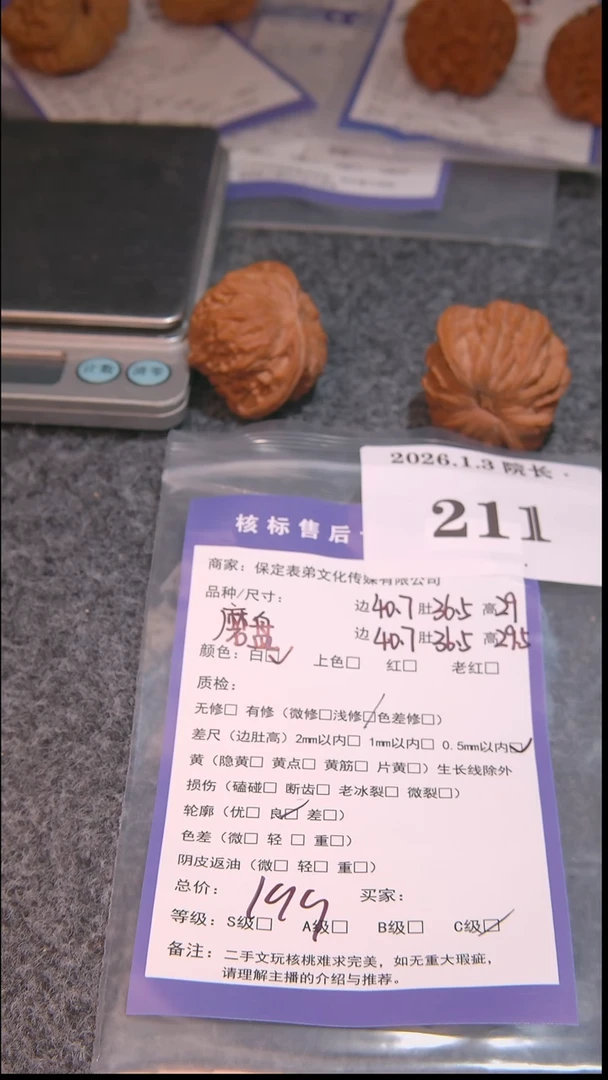 计数 清零
2026.1.3 院长·
211
核标售后
商家：保定表弟文化传媒有限公司
品种/尺寸： 边40.7肚36.5 高29
磨盘 边40.7肚36.5 高29.5
颜色：白☑ 上色□ 红□ 老红□
质检：
无修□ 有修（微修□浅修☑色差修□）
差尺（边肚高）2mm以内□ 1mm以内□ 0.5mm以内☑
黄（隐黄□ 黄点□ 黄筋□ 片黄□）生长线除外
损伤（磕碰□ 断齿□ 老冰裂□ 微裂□）
轮廓（优□ 良☑ 差□）
色差（微□ 轻□ 重□）
阴皮返油（微□ 轻□ 重□）
总价：199 买家：
等级：S级□ A级□ B级□ C级☑
备注：二手文玩核桃难求完美，如无重大瑕疵，
请理解主播的介绍与推荐。